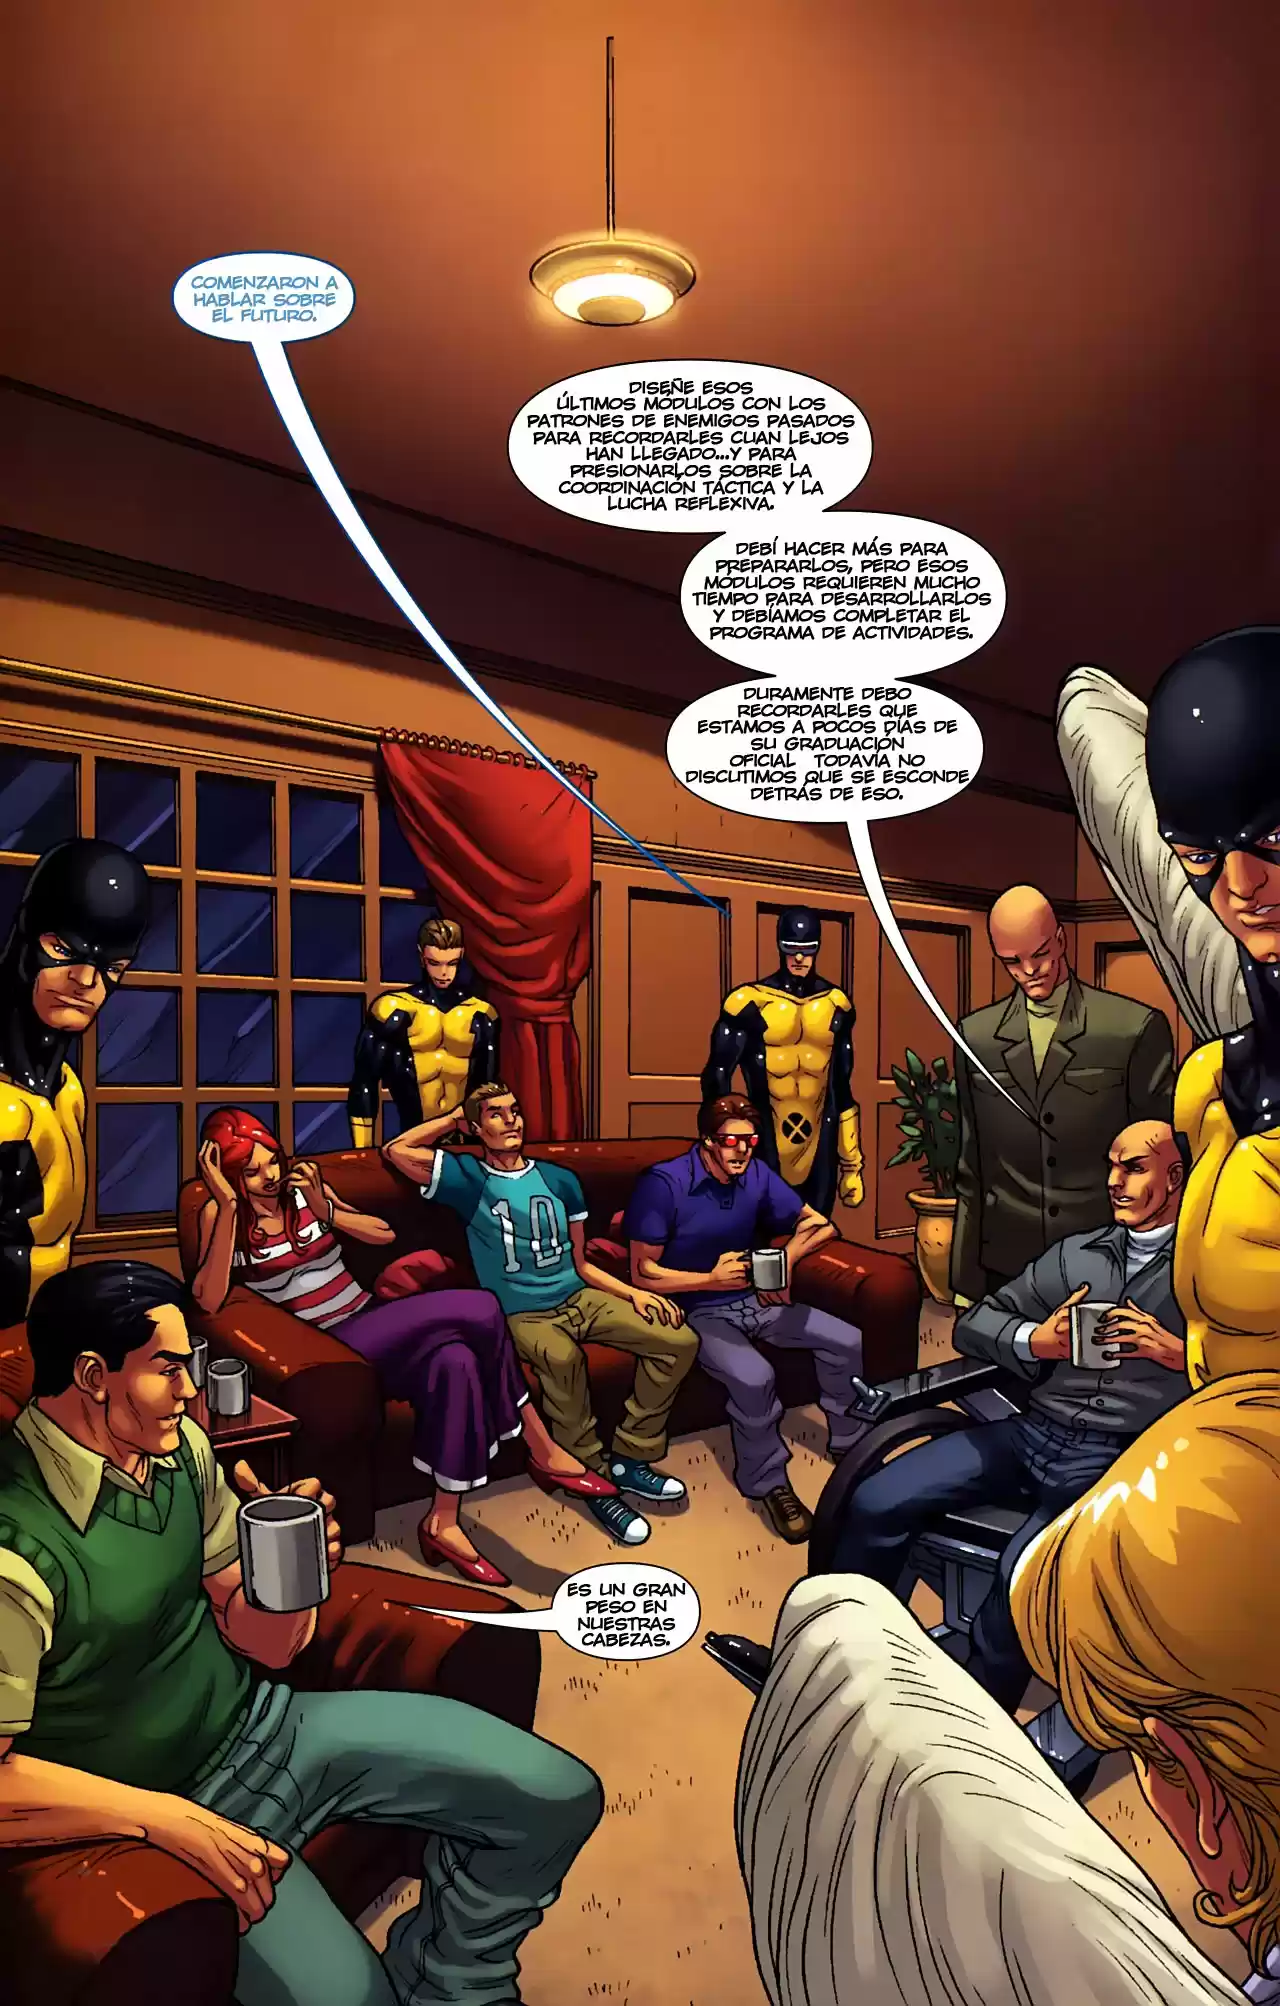 COMENZARON A
HABLAR SOBRE
EL FUTURO.
DISEÑE ESOS
ÚLTIMOS MÓDULOS CON LOS
PATRONES DE ENEMIGOS PASADOS
PARA RECORDARLES CUAN LEJOS
HAN LLEGADO...Y PARA
PRESIONARLOS SOBRE LA
COORDINACIÓN TÁCTICA Y LA
LUCHA REFLEXIVA.
DEBÍ HACER MÁS PARA
PREPARARLOS, PERO ESOS
MÓDULOS REQUIEREN MUCHO
TIEMPO PARA DESARROLLARLOS
Y DEBÍAMOS COMPLETAR EL
PROGRAMA DE ACTIVIDADES.
DURAMENTE DEBO
RECORDARLES QUE
ESTAMOS A POCOS DÍAS DE
SU GRADUACIÓN
OFICIAL TODAVÍA NO
DISCUTIMOS QUE SE ESCONDE
DETRÁS DE ESO.
10
ES UN GRAN
PESO EN
NUESTRAS
CABEZAS.